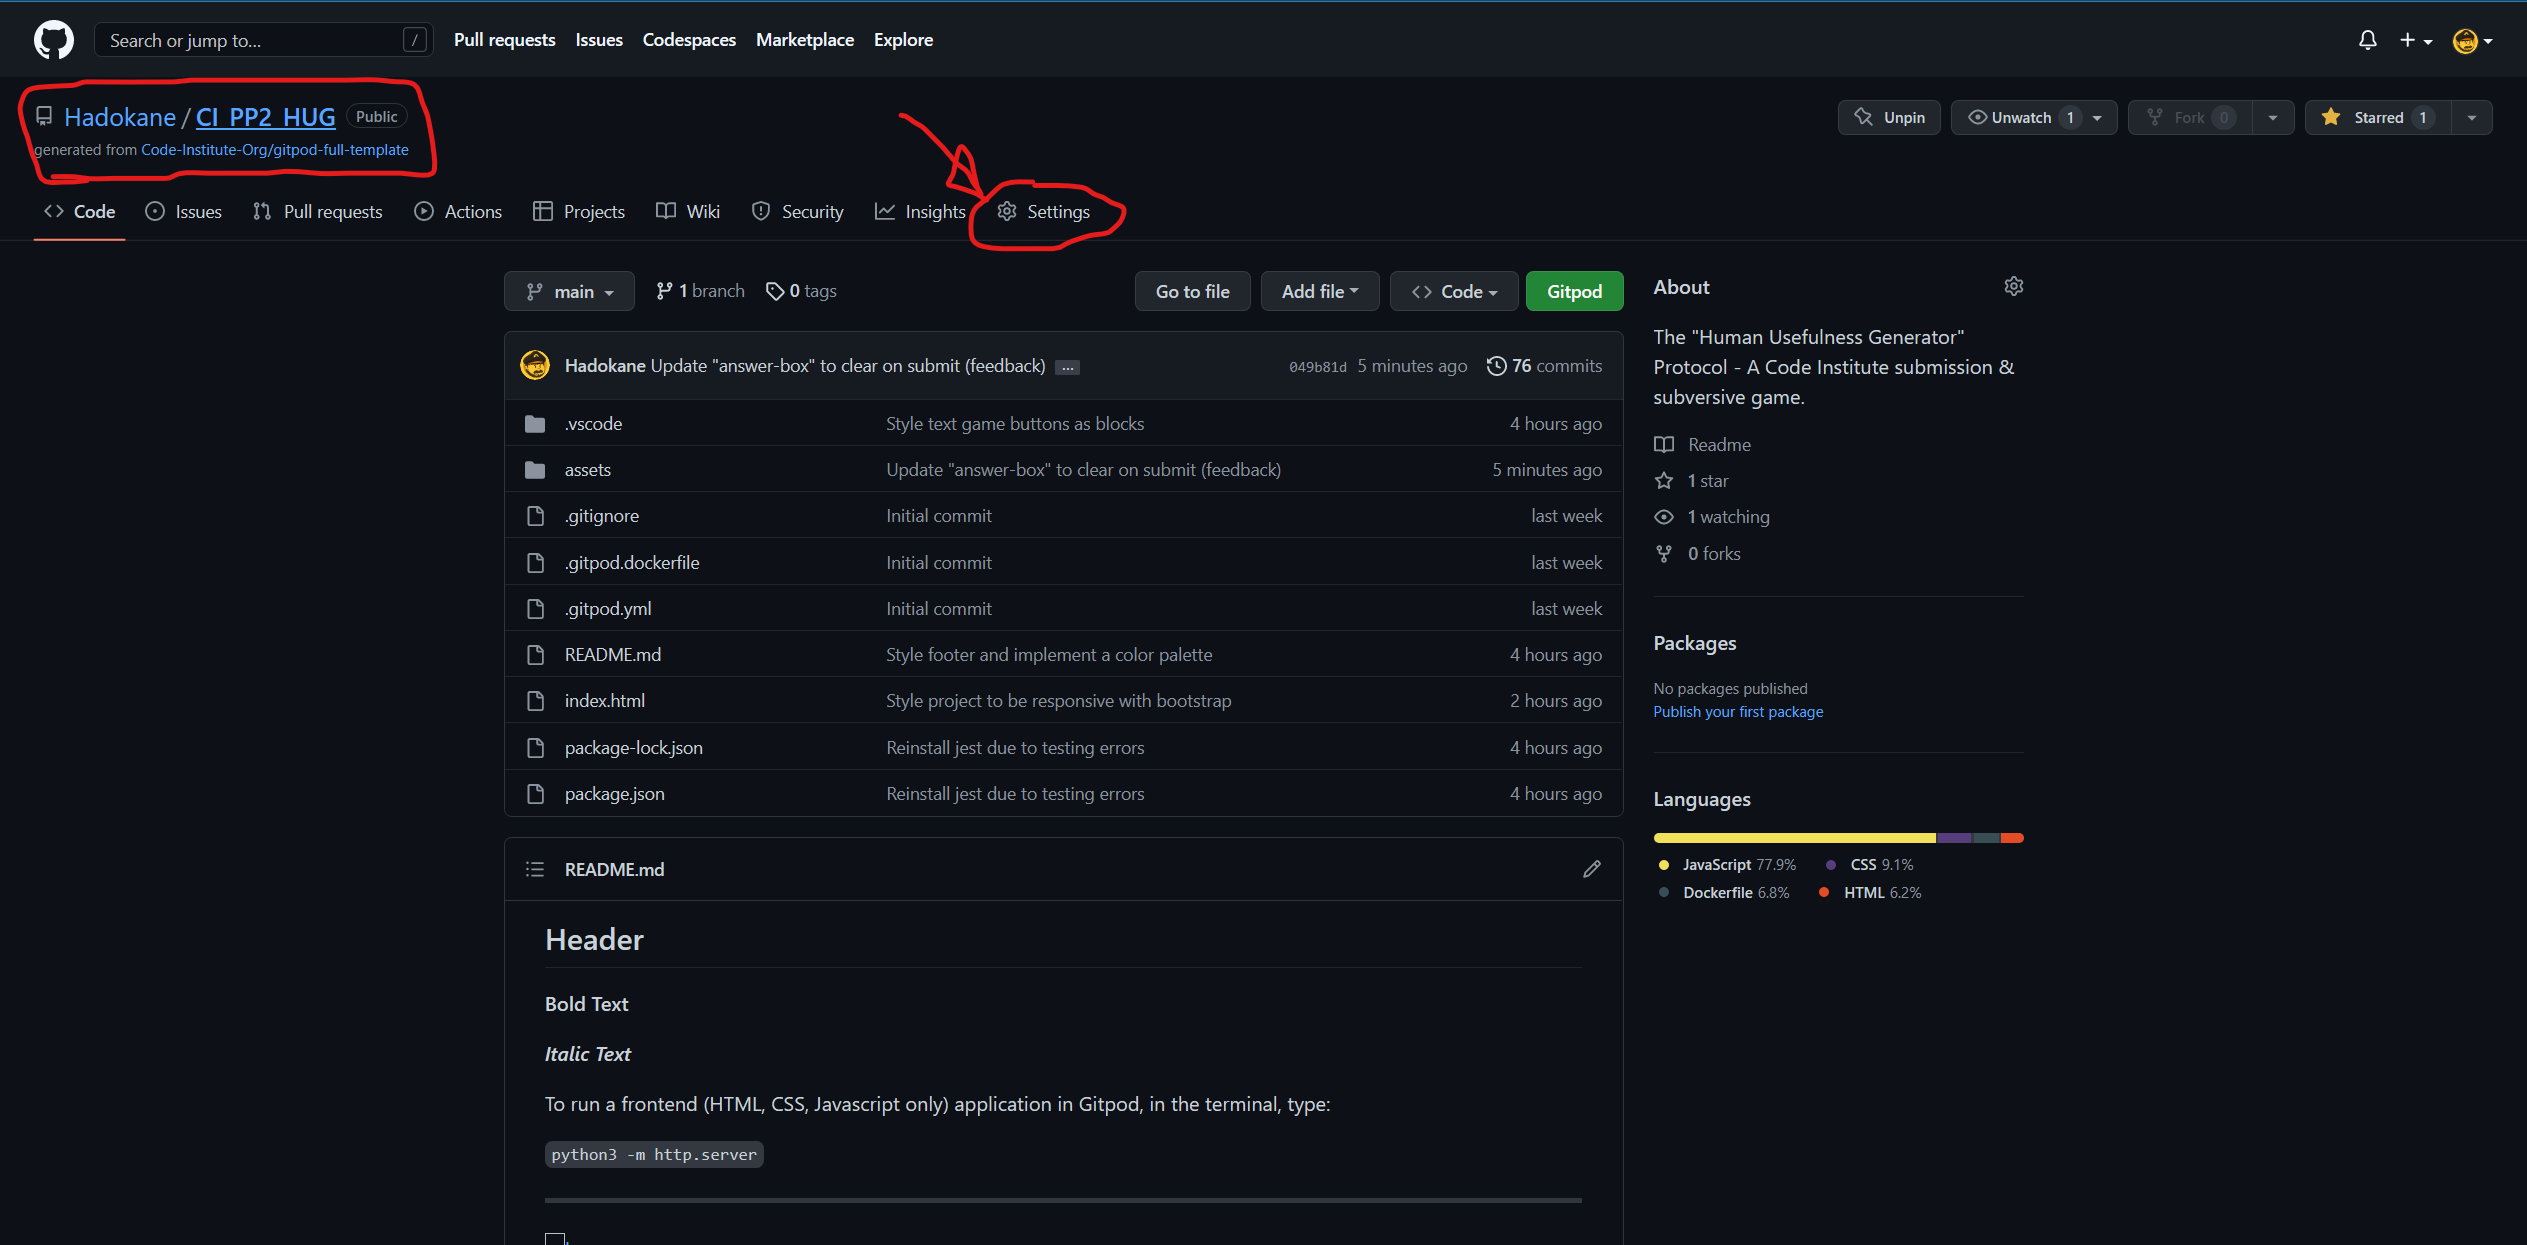 Search or jump to... /
Pull requests Issues Codespaces Marketplace Explore
Hadokane / CI_PP2_HUG Public
generated from Code-Institute-Org/gitpod-full-template
Unpin Unwatch 1 Fork 0 Starred 1
Code Issues Pull requests Actions Projects Wiki Security Insights Settings
main 1 branch 0 tags Go to file Add file Code Gitpod
Hadokane Update "answer-box" to clear on submit (feedback) ... 049b81d 5 minutes ago 76 commits
.vscode Style text game buttons as blocks 4 hours ago
assets Update "answer-box" to clear on submit (feedback) 5 minutes ago
.gitignore Initial commit last week
.gitpod.dockerfile Initial commit last week
.gitpod.yml Initial commit last week
README.md Style footer and implement a color palette 4 hours ago
index.html Style project to be responsive with bootstrap 2 hours ago
package-lock.json Reinstall jest due to testing errors 4 hours ago
package.json Reinstall jest due to testing errors 4 hours ago
README.md
Header
Bold Text
Italic Text
To run a frontend (HTML, CSS, Javascript only) application in Gitpod, in the terminal, type:
python3 -m http.server
About
The "Human Usefulness Generator"
Protocol - A Code Institute submission &
subversive game.
Readme
1 star
1 watching
0 forks
Packages
No packages published
Publish your first package
Languages
JavaScript 77.9% CSS 9.1%
Dockerfile 6.8% HTML 6.2%